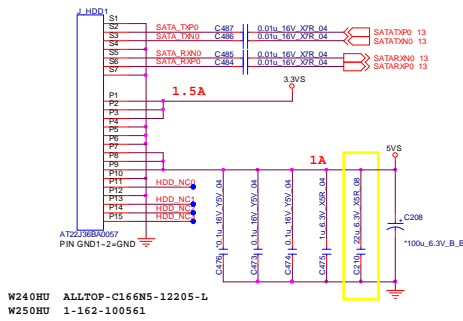 J_HDD1
S1
S2 SATA_TXP0 C487 0.01u_16V_X7R_04 SATATXP0 13
S3 SATA_TXN0 C486 0.01u_16V_X7R_04 SATATXN0 13
S4
S5 SATA_RXN0 C485 0.01u_16V_X7R_04 SATARXN0 13
S6 SATA_RXP0 C484 0.01u_16V_X7R_04 SATARXP0 13
S7
3.3VS
P1 1.5A
P2
P3
P4
P5
P6
P7 5VS
P8 1A
P9
P10
P11 HDD_NC0
P12
P13 HDD_NC1
P14
P15
C476 0.1u_16V_Y5V_04
C473 0.1u_16V_Y5V_04
C474 0.1u_16V_Y5V_04
C475 1u_6.3V_X5R_04
C210 22u_6.3V_X5R_08
+ C208
*100u_6.3V_B_B
AT22J36BA0057
PIN GND1~2=GND
W240HU ALLTOP-C166N5-12205-L
W250HU 1-162-100561